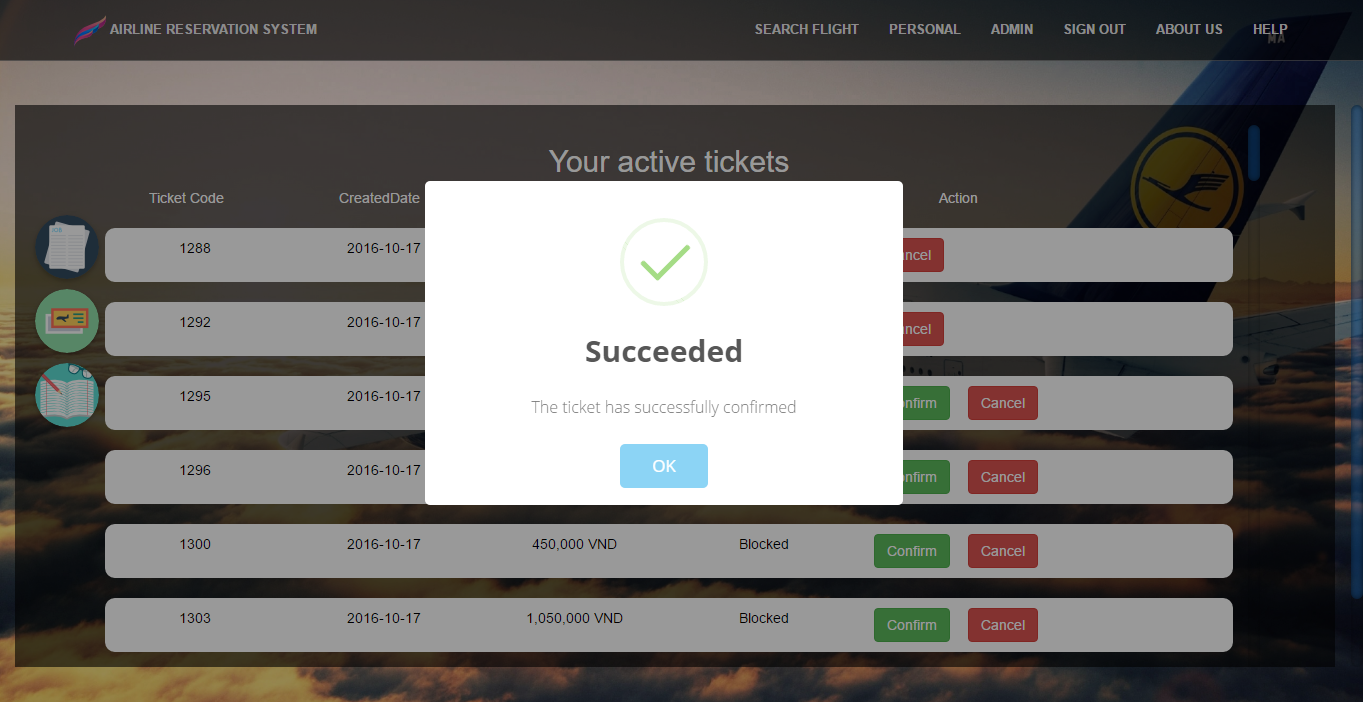 AIRLINE RESERVATION SYSTEM SEARCH FLIGHT PERSONAL ADMIN SIGN OUT ABOUT US HELP
Your active tickets
Ticket Code CreatedDate Action
1288 2016-10-17 ncel
1292 2016-10-17 ncel
1295 2016-10-17 nfirm Cancel
1296 2016-10-17 nfirm Cancel
Succeeded
The ticket has successfully confirmed
OK
1300 2016-10-17 450,000 VND Blocked Confirm Cancel
1303 2016-10-17 1,050,000 VND Blocked Confirm Cancel